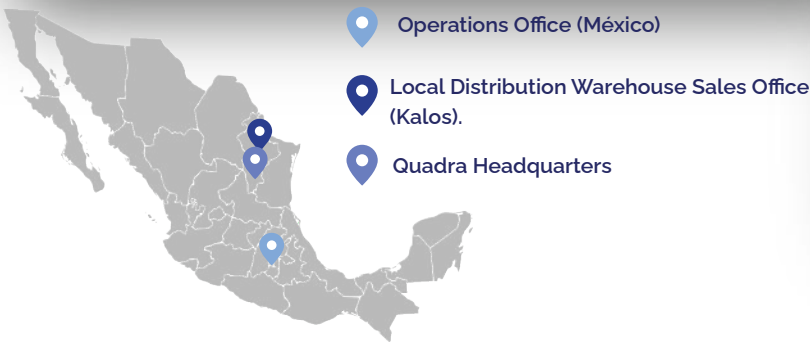 Operations Office (México)
Local Distribution Warehouse Sales Office
(Kalos).
Quadra Headquarters